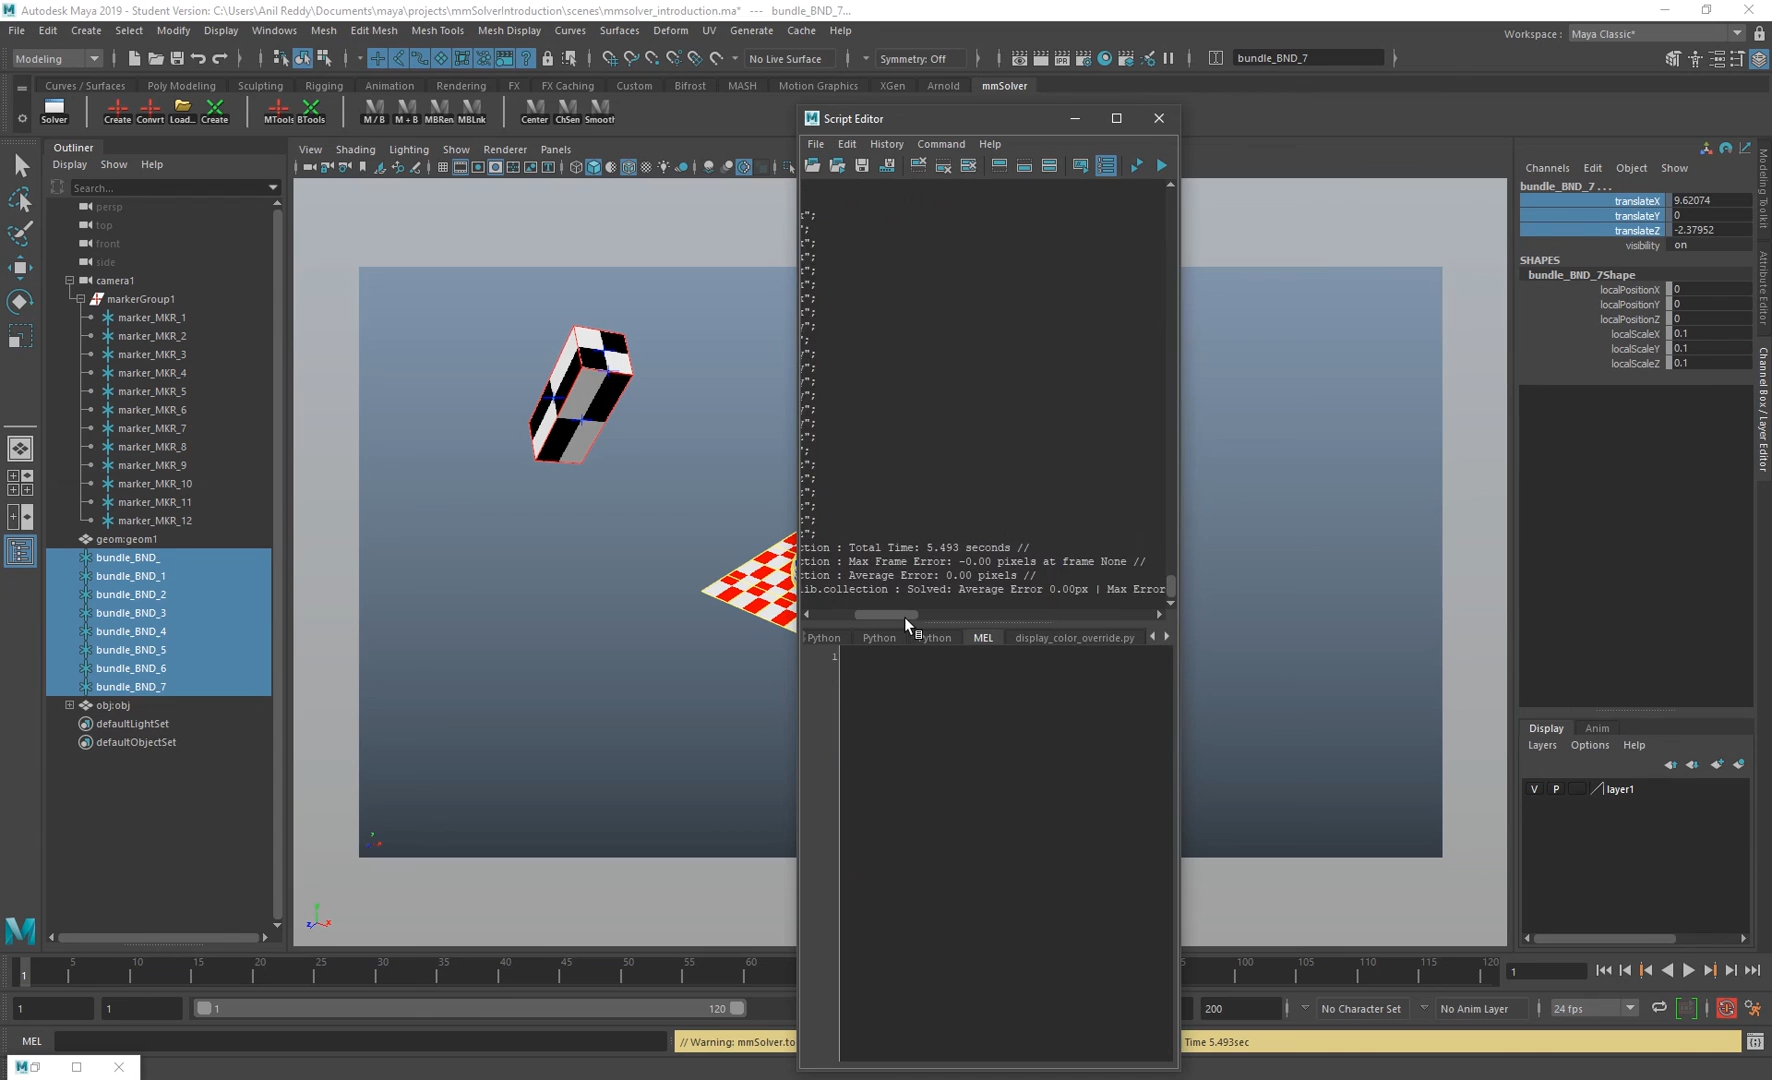 Autodesk Maya 2019 - Student Version: C:\Users\Anil Reddy\Documents\maya\projects\mmSolverIntroduction\scenes\mmsolver_introduction.ma* --- bundle_BND_7...
File Edit Create Select Modify Display Windows Mesh Edit Mesh Mesh Tools Mesh Display Curves Surfaces Deform UV Generate Cache Help
Workspace : Maya Classic*
Modeling No Live Surface Symmetry: Off IPR bundle_BND_7
Curves / Surfaces Poly Modeling Sculpting Rigging Animation Rendering FX FX Caching Custom Bifrost MASH Motion Graphics XGen Arnold mmSolver
Solver Create Convrt Load... Create MTools BTools M / B M + B MBRen MBLnk Center ChSen Smooth
Script Editor
File Edit History Command Help
Outliner
Display Show Help
Search...
persp
top
front
side
camera1
markerGroup1
marker_MKR_1
marker_MKR_2
marker_MKR_3
marker_MKR_4
marker_MKR_5
marker_MKR_6
marker_MKR_7
marker_MKR_8
marker_MKR_9
marker_MKR_10
marker_MKR_11
marker_MKR_12
geom:geom1
bundle_BND_
bundle_BND_1
bundle_BND_2
bundle_BND_3
bundle_BND_4
bundle_BND_5
bundle_BND_6
bundle_BND_7
obj:obj
defaultLightSet
defaultObjectSet
View Shading Lighting Show Renderer Panels
ction : Total Time: 5.493 seconds //
ction : Max Frame Error: -0.00 pixels at frame None //
ction : Average Error: 0.00 pixels //
lib.collection : Solved: Average Error 0.00px | Max Error
Python Python Python MEL display_color_override.py
1
Channels Edit Object Show
bundle_BND_7 . . .
translateX 9.62074
translateY 0
translateZ -2.37952
visibility on
SHAPES
bundle_BND_7Shape
localPositionX 0
localPositionY 0
localPositionZ 0
localScaleX 0.1
localScaleY 0.1
localScaleZ 0.1
Modeling Toolkit
Attribute Editor
Channel Box / Layer Editor
Display Anim
Layers Options Help
V P layer1
1 5 10 15 20 25 30 35 40 45 50 55 60 100 105 110 115 120 1
1 1 1 120 200 No Character Set No Anim Layer 24 fps
MEL // Warning: mmSolver.to Time 5.493sec